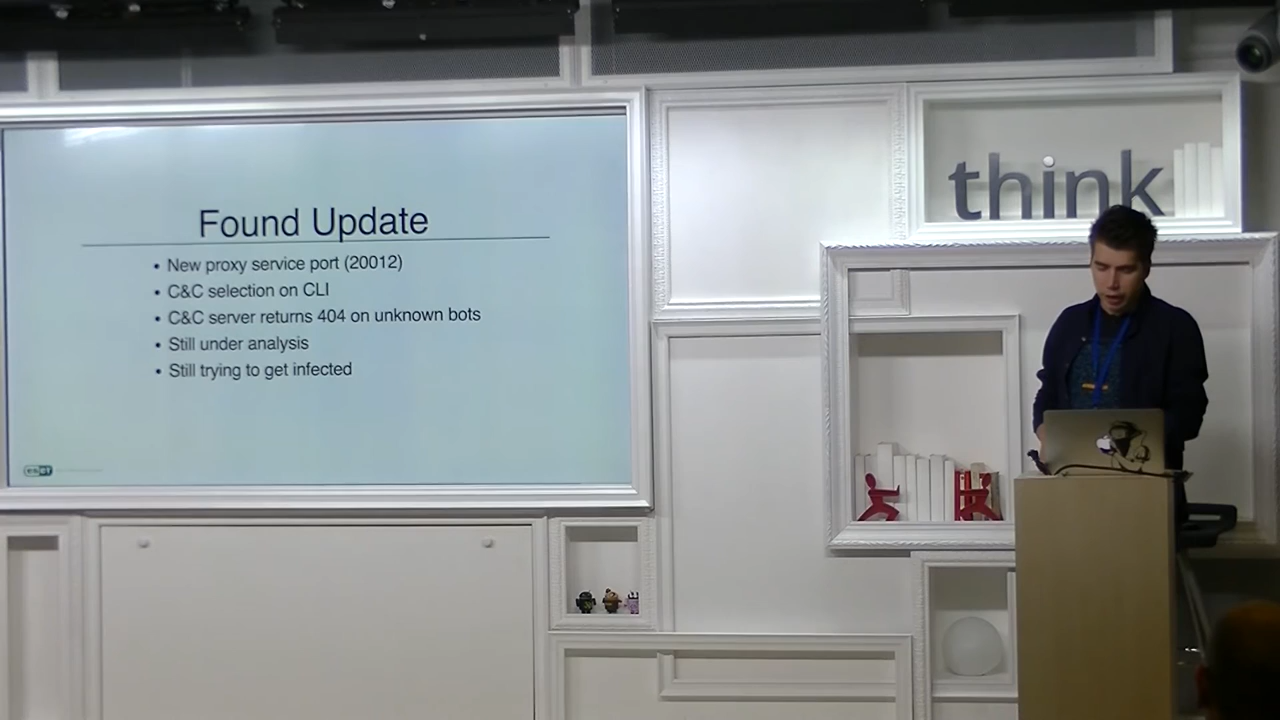 Found Update
• New proxy service port (20012)
• C&C selection on CLI
• C&C server returns 404 on unknown bots
• Still under analysis
• Still trying to get infected
eset
think